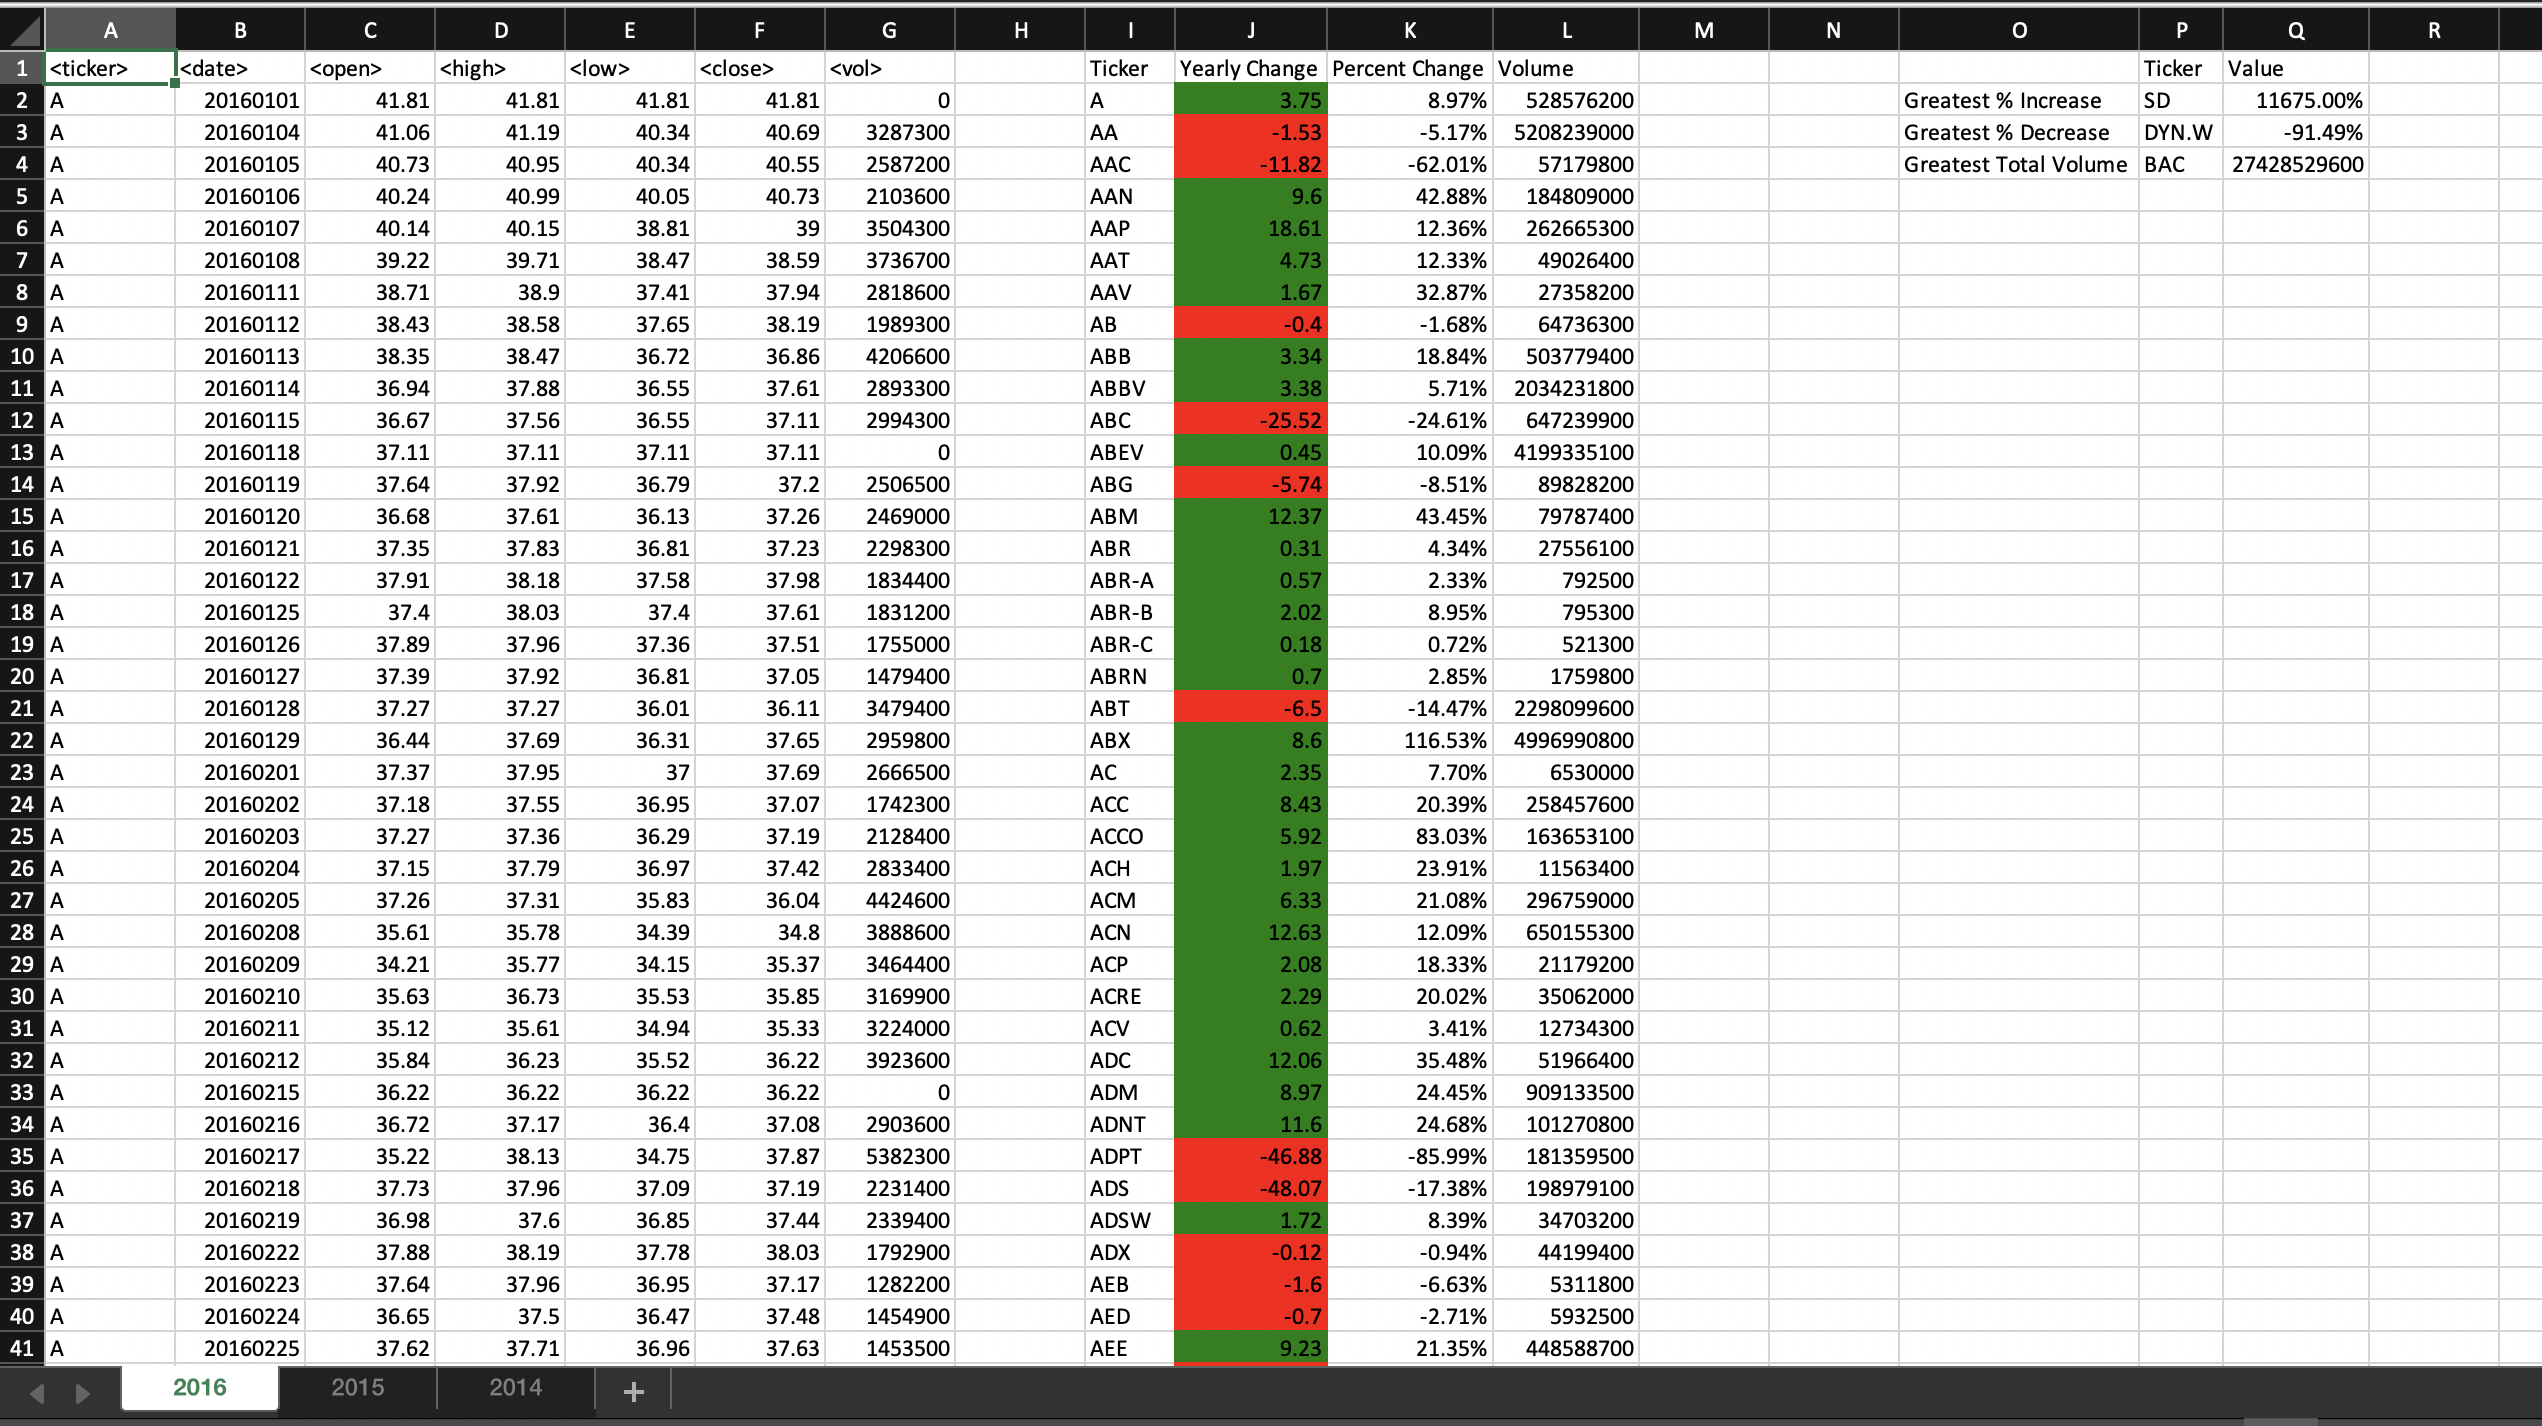 A B C D E F G H I J K L M N O P Q R
1 <ticker> <date> <open> <high> <low> <close> <vol> Ticker Yearly Change Percent Change Volume Ticker Value
2 A 20160101 41.81 41.81 41.81 41.81 0 A 3.75 8.97% 528576200 Greatest % Increase SD 11675.00%
3 A 20160104 41.06 41.19 40.34 40.69 3287300 AA -1.53 -5.17% 5208239000 Greatest % Decrease DYN.W -91.49%
4 A 20160105 40.73 40.95 40.34 40.55 2587200 AAC -11.82 -62.01% 57179800 Greatest Total Volume BAC 27428529600
5 A 20160106 40.24 40.99 40.05 40.73 2103600 AAN 9.6 42.88% 184809000
6 A 20160107 40.14 40.15 38.81 39 3504300 AAP 18.61 12.36% 262665300
7 A 20160108 39.22 39.71 38.47 38.59 3736700 AAT 4.73 12.33% 49026400
8 A 20160111 38.71 38.9 37.41 37.94 2818600 AAV 1.67 32.87% 27358200
9 A 20160112 38.43 38.58 37.65 38.19 1989300 AB -0.4 -1.68% 64736300
10 A 20160113 38.35 38.47 36.72 36.86 4206600 ABB 3.34 18.84% 503779400
11 A 20160114 36.94 37.88 36.55 37.61 2893300 ABBV 3.38 5.71% 2034231800
12 A 20160115 36.67 37.56 36.55 37.11 2994300 ABC -25.52 -24.61% 647239900
13 A 20160118 37.11 37.11 37.11 37.11 0 ABEV 0.45 10.09% 4199335100
14 A 20160119 37.64 37.92 36.79 37.2 2506500 ABG -5.74 -8.51% 89828200
15 A 20160120 36.68 37.61 36.13 37.26 2469000 ABM 12.37 43.45% 79787400
16 A 20160121 37.35 37.83 36.81 37.23 2298300 ABR 0.31 4.34% 27556100
17 A 20160122 37.91 38.18 37.58 37.98 1834400 ABR-A 0.57 2.33% 792500
18 A 20160125 37.4 38.03 37.4 37.61 1831200 ABR-B 2.02 8.95% 795300
19 A 20160126 37.89 37.96 37.36 37.51 1755000 ABR-C 0.18 0.72% 521300
20 A 20160127 37.39 37.92 36.81 37.05 1479400 ABRN 0.7 2.85% 1759800
21 A 20160128 37.27 37.27 36.01 36.11 3479400 ABT -6.5 -14.47% 2298099600
22 A 20160129 36.44 37.69 36.31 37.65 2959800 ABX 8.6 116.53% 4996990800
23 A 20160201 37.37 37.95 37 37.69 2666500 AC 2.35 7.70% 6530000
24 A 20160202 37.18 37.55 36.95 37.07 1742300 ACC 8.43 20.39% 258457600
25 A 20160203 37.27 37.36 36.29 37.19 2128400 ACCO 5.92 83.03% 163653100
26 A 20160204 37.15 37.79 36.97 37.42 2833400 ACH 1.97 23.91% 11563400
27 A 20160205 37.26 37.31 35.83 36.04 4424600 ACM 6.33 21.08% 296759000
28 A 20160208 35.61 35.78 34.39 34.8 3888600 ACN 12.63 12.09% 650155300
29 A 20160209 34.21 35.77 34.15 35.37 3464400 ACP 2.08 18.33% 21179200
30 A 20160210 35.63 36.73 35.53 35.85 3169900 ACRE 2.29 20.02% 35062000
31 A 20160211 35.12 35.61 34.94 35.33 3224000 ACV 0.62 3.41% 12734300
32 A 20160212 35.84 36.23 35.52 36.22 3923600 ADC 12.06 35.48% 51966400
33 A 20160215 36.22 36.22 36.22 36.22 0 ADM 8.97 24.45% 909133500
34 A 20160216 36.72 37.17 36.4 37.08 2903600 ADNT 11.6 24.68% 101270800
35 A 20160217 35.22 38.13 34.75 37.87 5382300 ADPT -46.88 -85.99% 181359500
36 A 20160218 37.73 37.96 37.09 37.19 2231400 ADS -48.07 -17.38% 198979100
37 A 20160219 36.98 37.6 36.85 37.44 2339400 ADSW 1.72 8.39% 34703200
38 A 20160222 37.88 38.19 37.78 38.03 1792900 ADX -0.12 -0.94% 44199400
39 A 20160223 37.64 37.96 36.95 37.17 1282200 AEB -1.6 -6.63% 5311800
40 A 20160224 36.65 37.5 36.47 37.48 1454900 AED -0.7 -2.71% 5932500
41 A 20160225 37.62 37.71 36.96 37.63 1453500 AEE 9.23 21.35% 448588700
2016 2015 2014 +